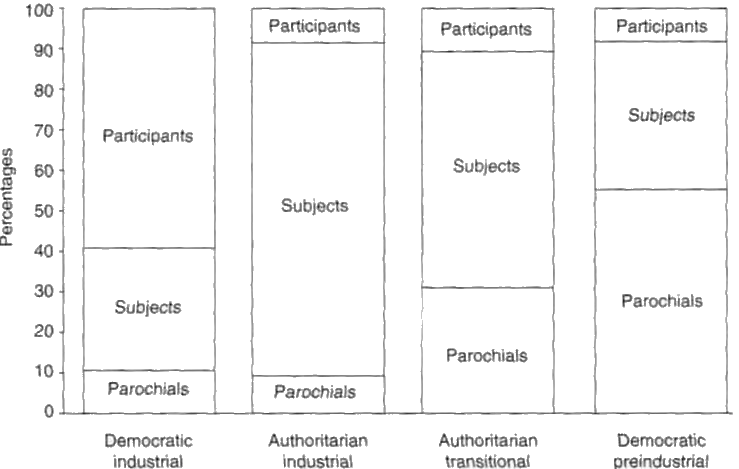 100
90
80
70
60
50
40
30
20
10
0
Percentages
Participants
Subjects
Parochials
Participants
Subjects
Parochials
Participants
Subjects
Parochials
Participants
Subjects
Parochials
Democratic
industrial
Authoritarian
industrial
Authoritarian
transitional
Democratic
preindustrial